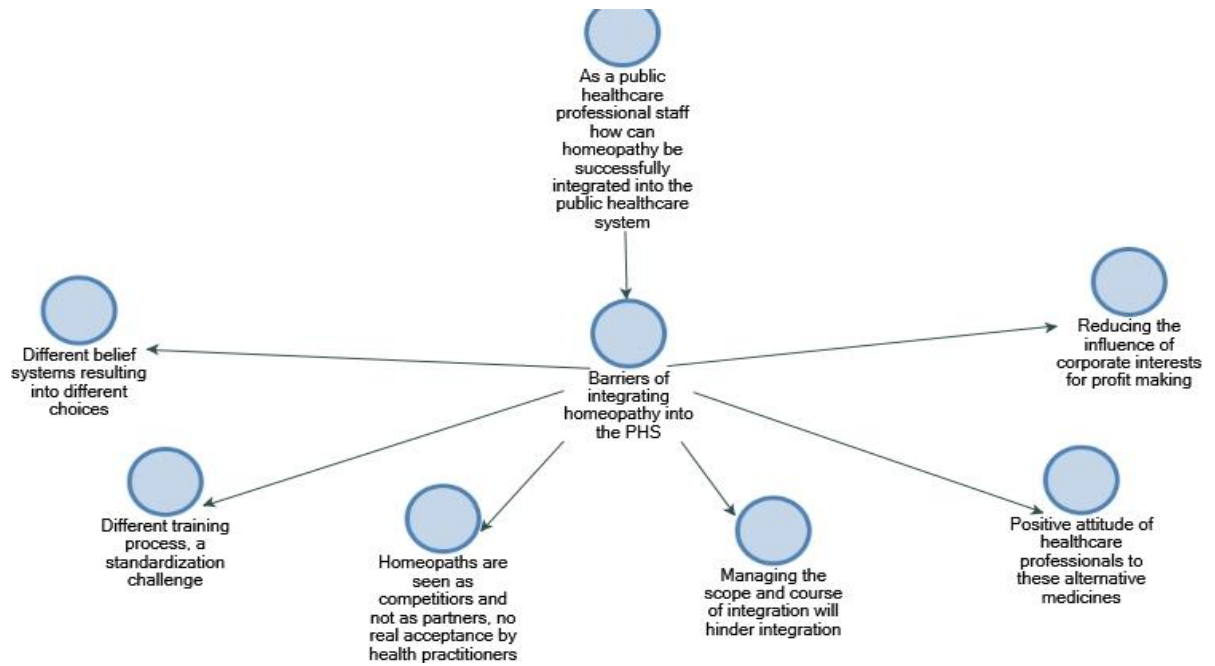 As a public
healthcare
professional staff
how can
homeopathy be
successfully
integrated into the
public healthcare
system
Barriers of
integrating
homeopathy into
the PHS
Different belief
systems resulting
into different
choices
Different training
process, a
standardization
challenge
Homeopaths are
seen as
competitiors and
not as partners, no
real acceptance by
health practitioners
Managing the
scope and course
of integration will
hinder integration
Positive attitude of
healthcare
professionals to
these alternative
medicines
Reducing the
influence of
corporate interests
for profit making